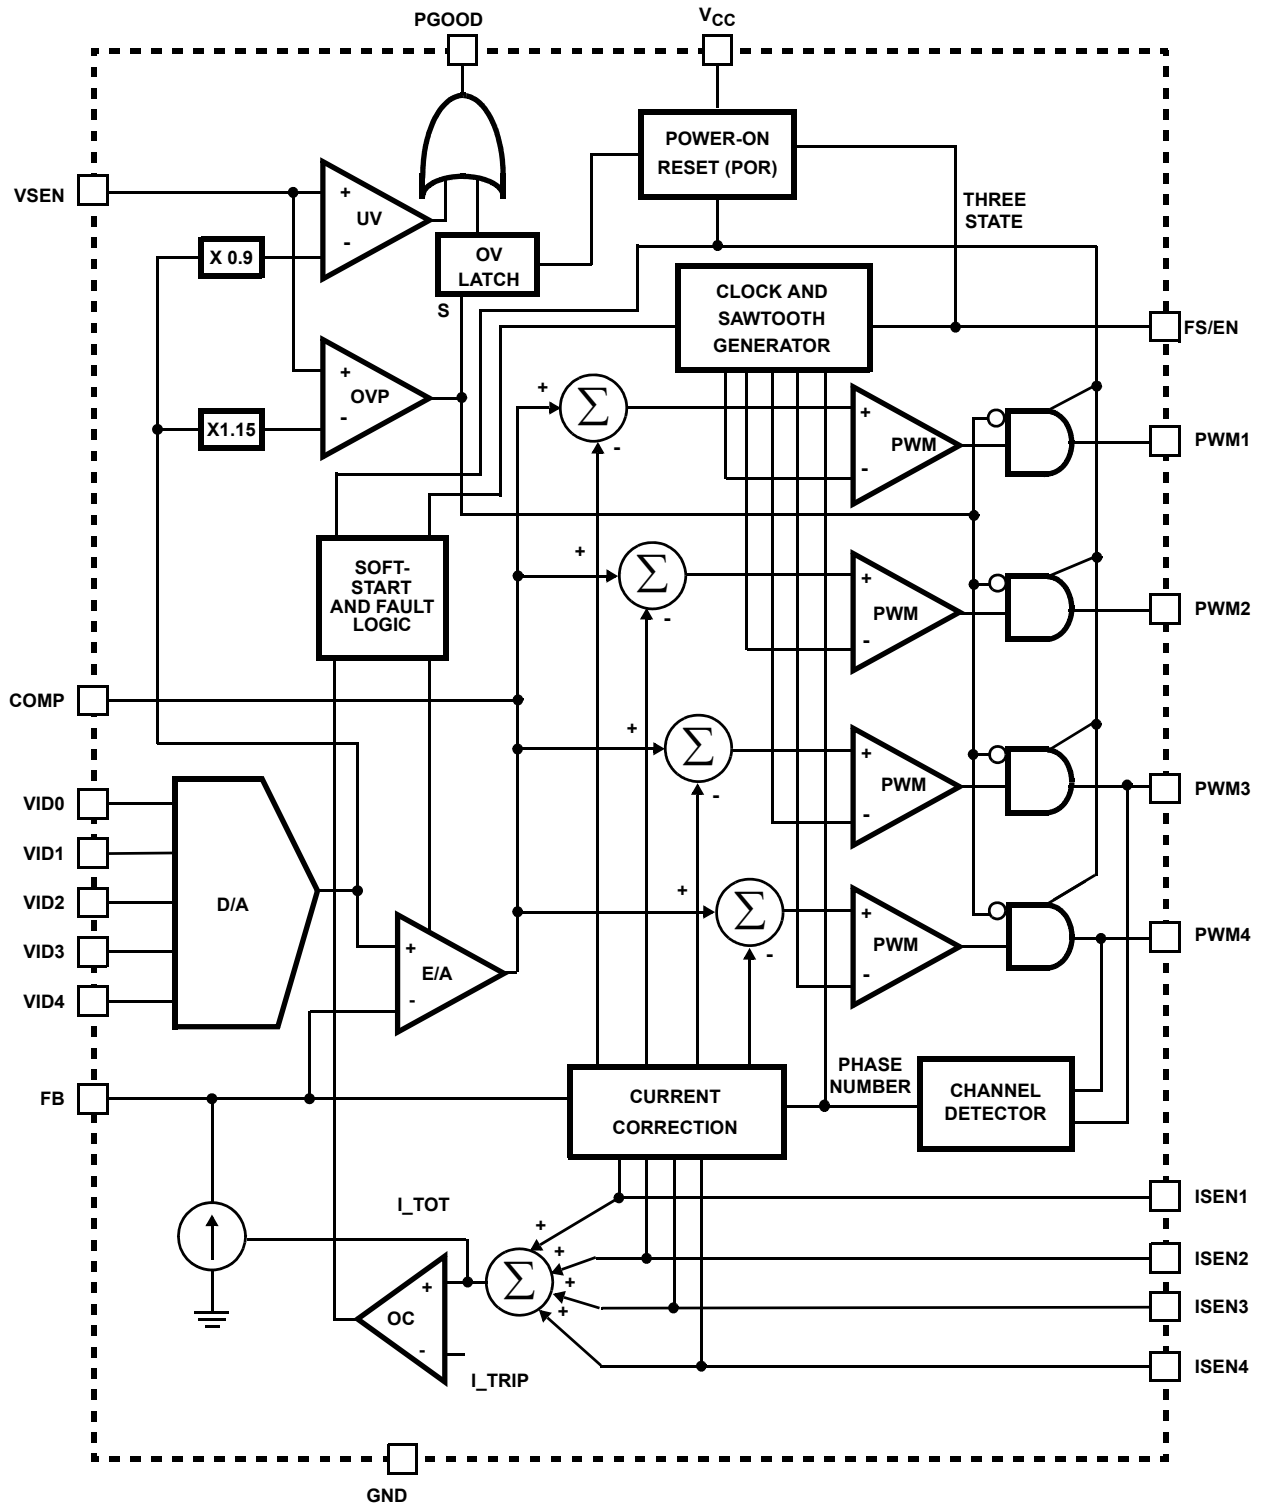 PGOOD
VCC
VSEN
+
UV
-
X 0.9
POWER-ON
RESET (POR)
THREE
STATE
OV
LATCH
S
CLOCK AND
SAWTOOTH
GENERATOR
FS/EN
+
OVP
-
X1.15
+
Σ
-
+
PWM
-
PWM1
SOFT-
START
AND FAULT
LOGIC
+
Σ
-
+
PWM
-
PWM2
COMP
+
Σ
-
+
PWM
-
PWM3
VID0
VID1
VID2
VID3
VID4
D/A
+
E/A
-
+
Σ
-
+
PWM
-
PWM4
FB
CURRENT
CORRECTION
PHASE
NUMBER
CHANNEL
DETECTOR
I_TOT
+
+
+
+
Σ
ISEN1
ISEN2
ISEN3
ISEN4
+
OC
-
I_TRIP
GND